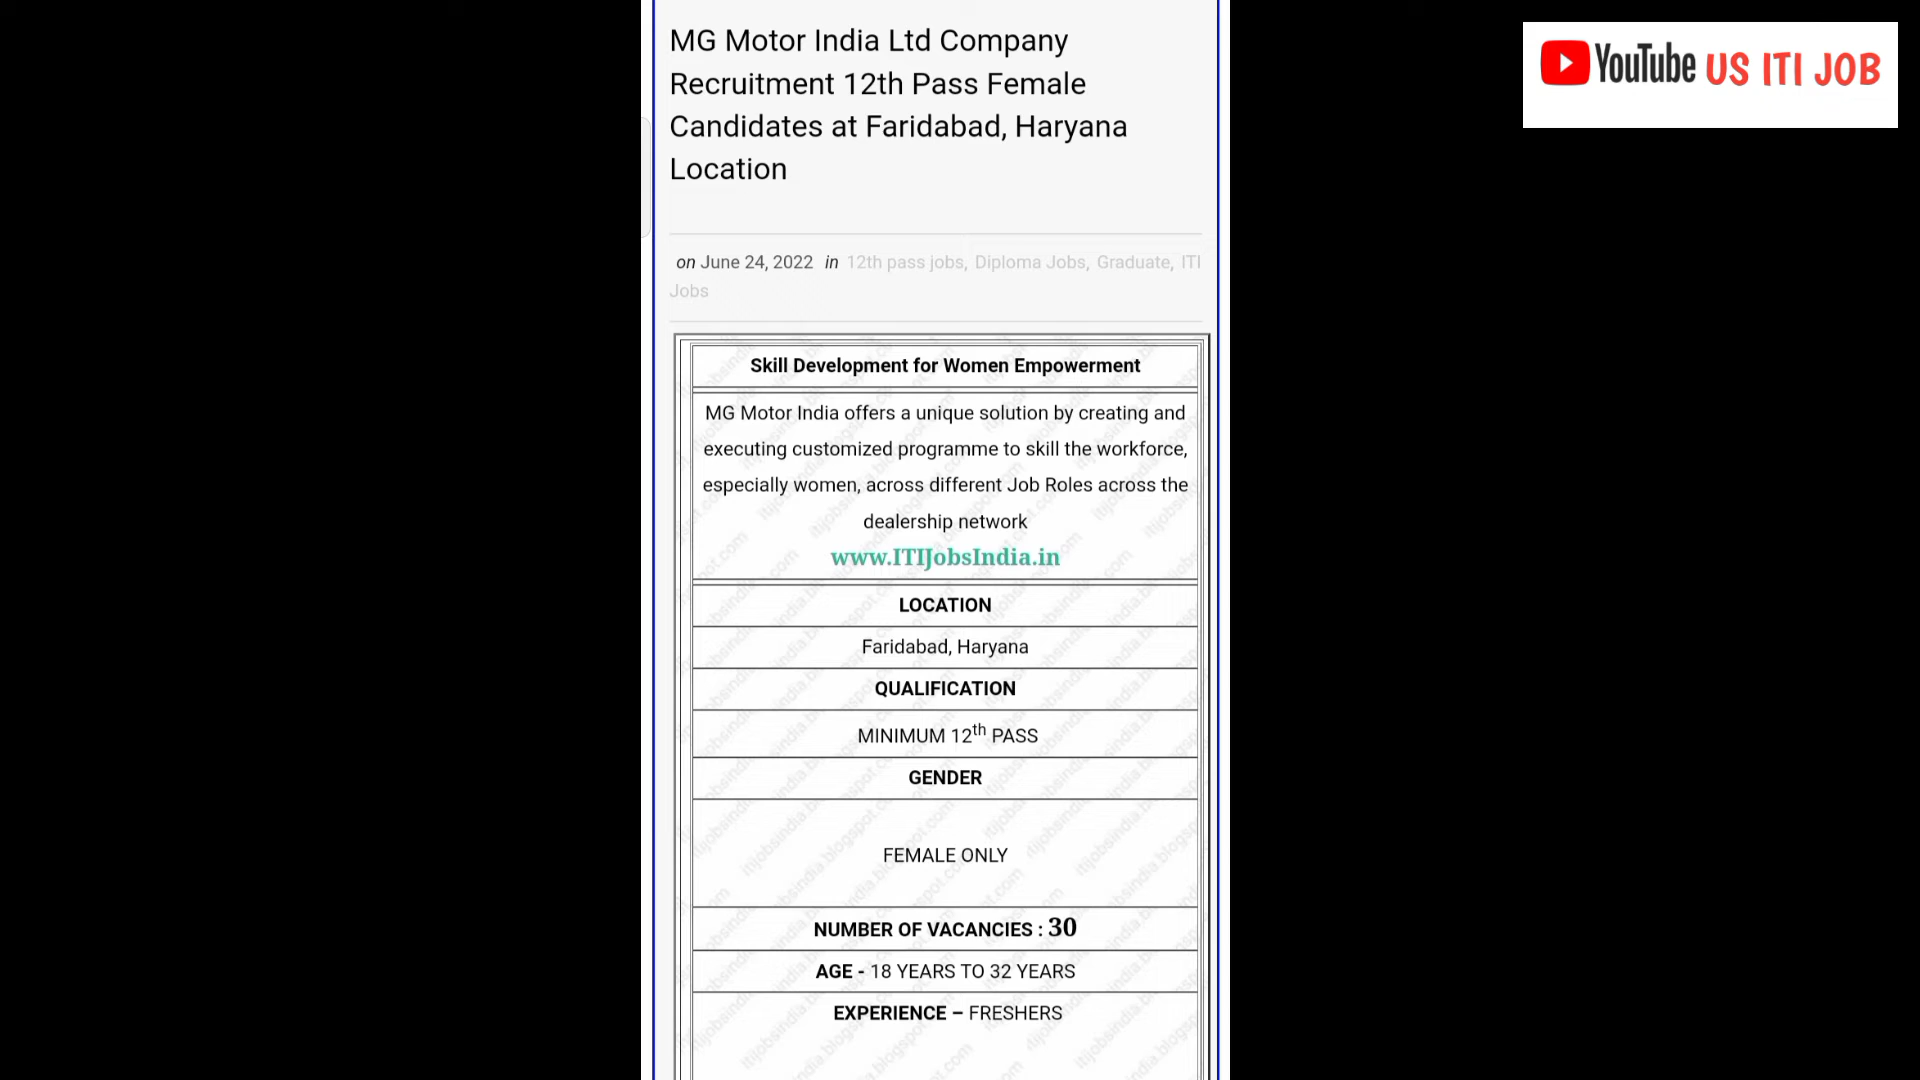 MG Motor India Ltd Company
Recruitment 12th Pass Female
Candidates at Faridabad, Haryana
Location
YouTube US ITI JOB
on June 24, 2022 in 12th pass jobs, Diploma Jobs, Graduate, ITI
Jobs
Skill Development for Women Empowerment
MG Motor India offers a unique solution by creating and
executing customized programme to skill the workforce,
especially women, across different Job Roles across the
dealership network
www.ITIJobsIndia.in
LOCATION
Faridabad, Haryana
QUALIFICATION
MINIMUM 12th PASS
GENDER
FEMALE ONLY
NUMBER OF VACANCIES : 30
AGE - 18 YEARS TO 32 YEARS
EXPERIENCE – FRESHERS
itijobsindia.blogspot.com